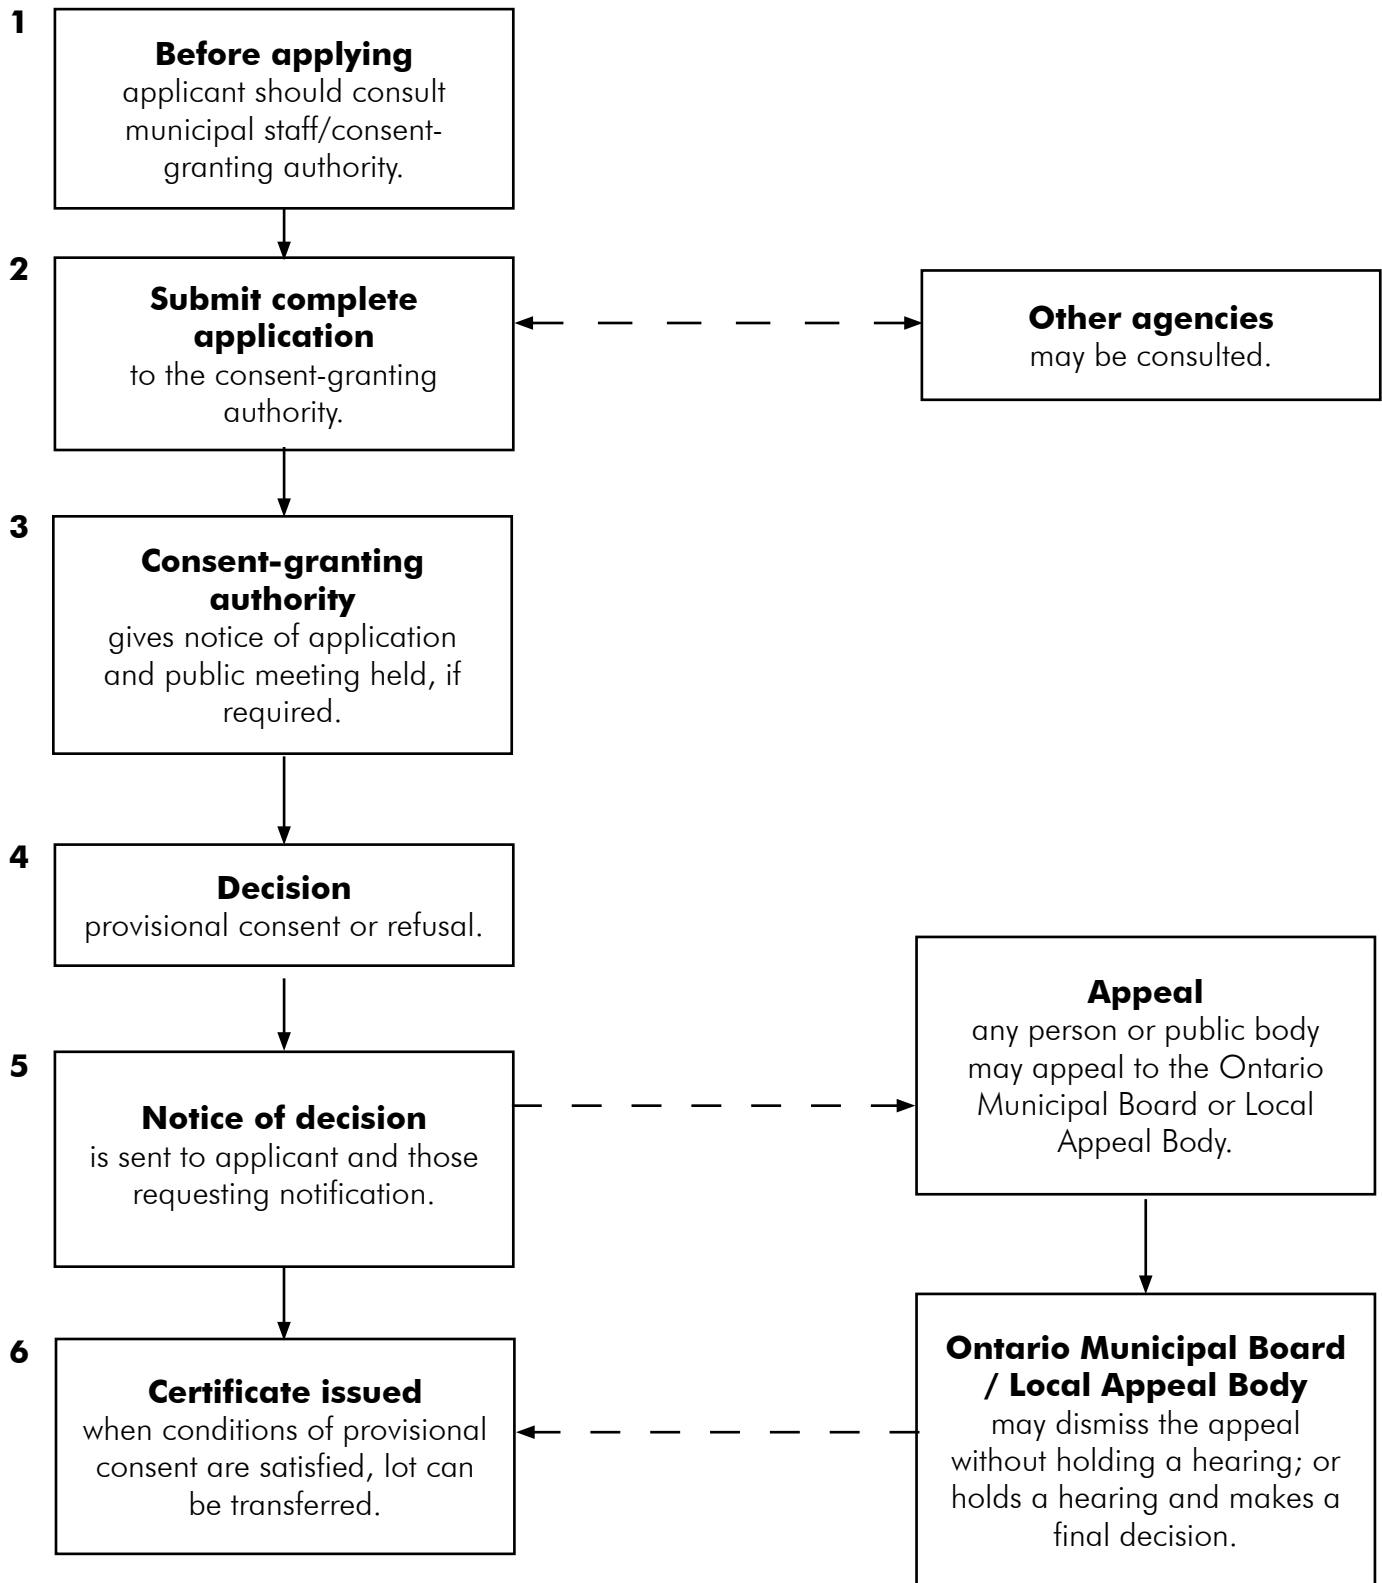 1
Before applying
applicant should consult
municipal staff/consent-
granting authority.
2
Submit complete
application
to the consent-granting
authority.
Other agencies
may be consulted.
3
Consent-granting
authority
gives notice of application
and public meeting held, if
required.
4
Decision
provisional consent or refusal.
5
Notice of decision
is sent to applicant and those
requesting notification.
Appeal
any person or public body
may appeal to the Ontario
Municipal Board or Local
Appeal Body.
6
Certificate issued
when conditions of provisional
consent are satisfied, lot can
be transferred.
Ontario Municipal Board
/ Local Appeal Body
may dismiss the appeal
without holding a hearing; or
holds a hearing and makes a
final decision.